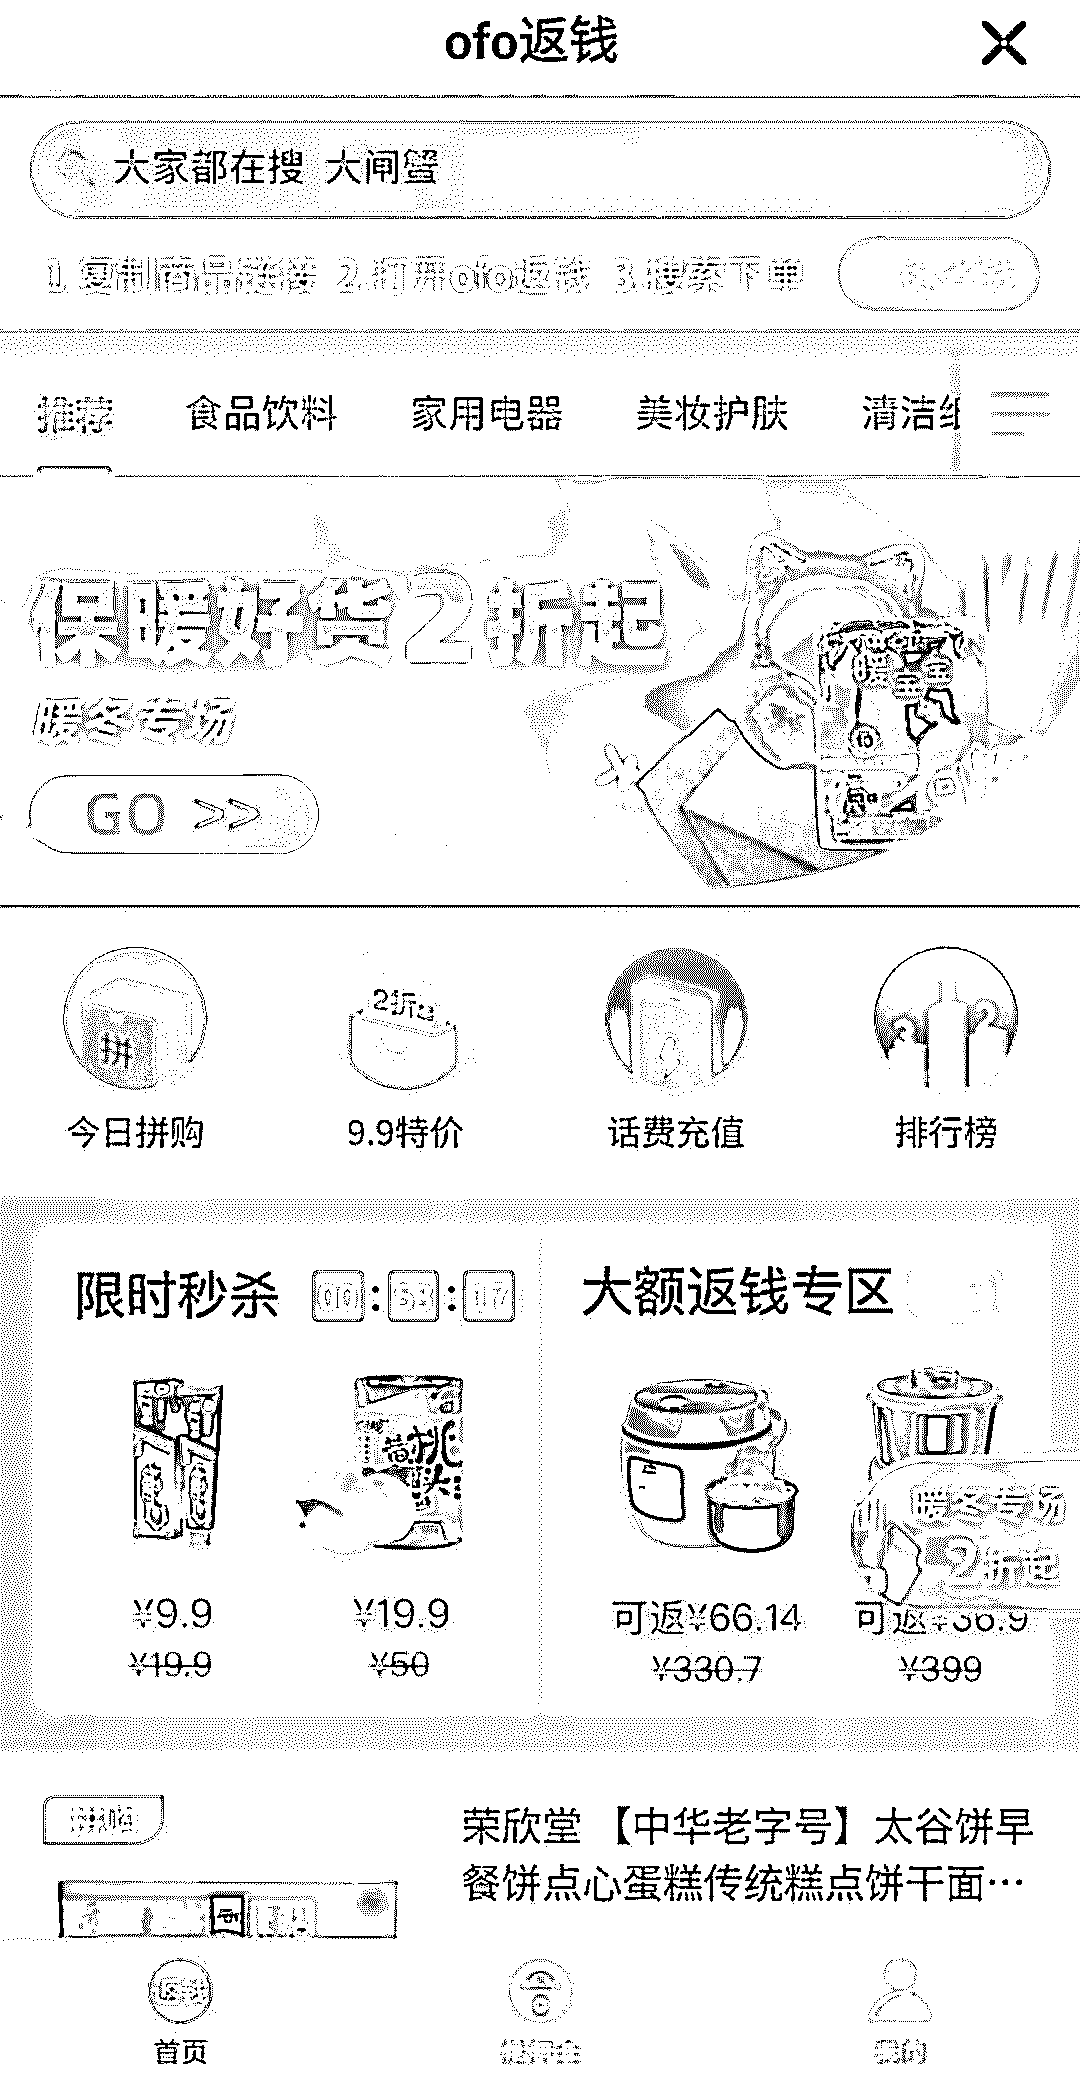 ofo返钱
大家都在搜 大闸蟹
1.复制商品链接 2.打开ofo返钱 3.搜索下单
推荐 食品饮料 家用电器 美妆护肤 清洁
保暖好货2折起
暖冬专场
GO >>
暖宝宝
拼
2折
今日拼购 9.9特价 话费充值 排行榜
限时秒杀 00:53:17 大额返钱专区
暖冬专场
2折起
¥9.9 ¥19.9 可返¥66.14 可返¥36.9
¥19.9 ¥50 ¥330.7 ¥399
拼购
荣欣堂 【中华老字号】太谷饼早
餐饼点心蛋糕传统糕点饼干面…
返钱
首页 我的